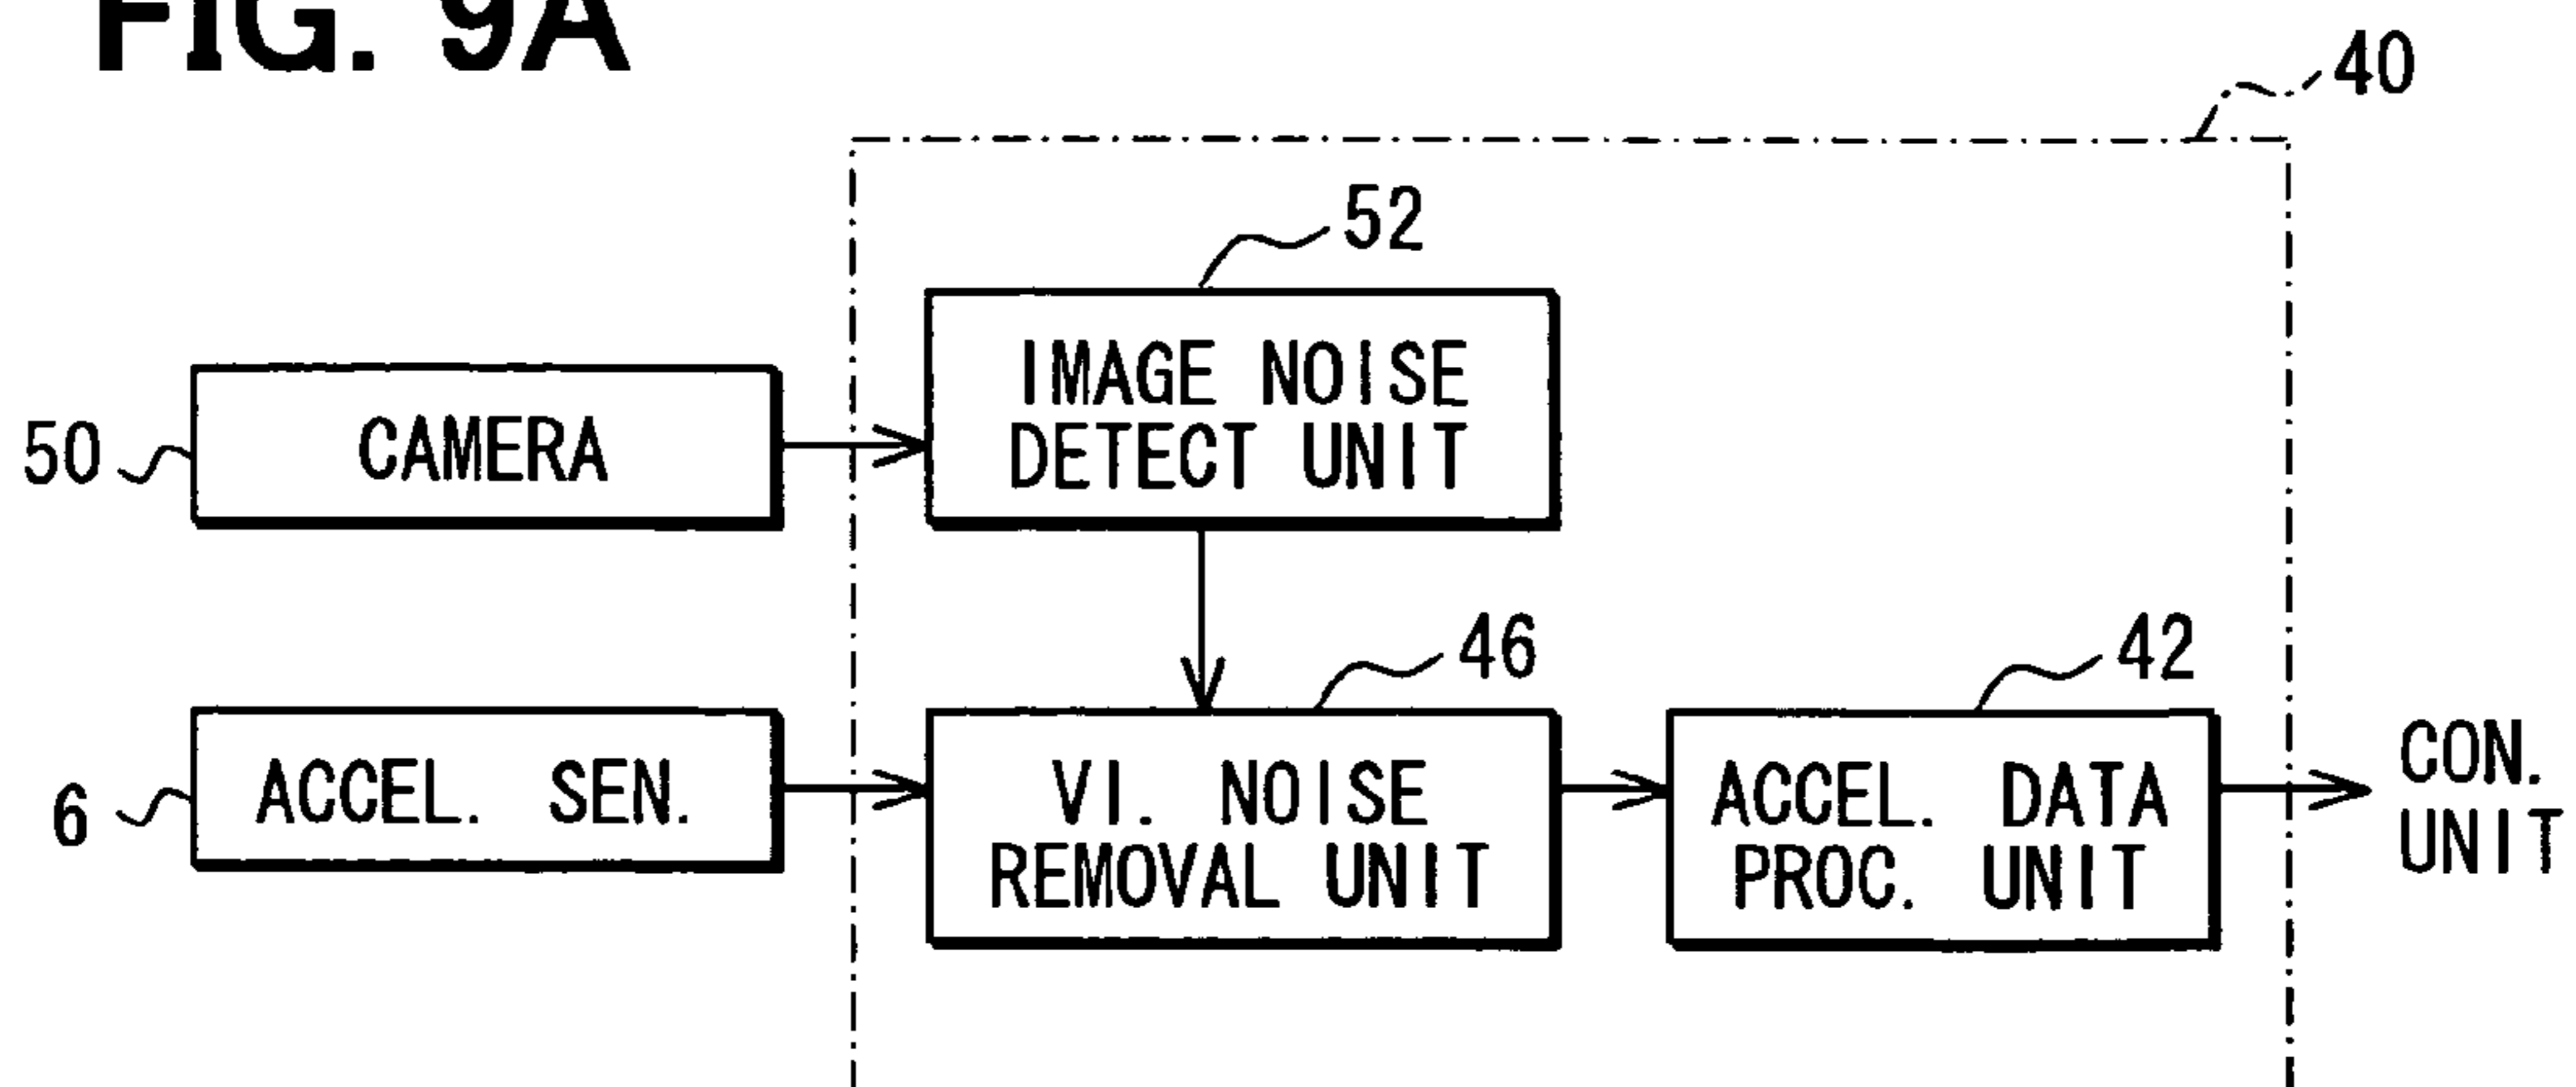 FIG. 9A
40
52
IMAGE NOISE
DETECT UNIT
50
CAMERA
46
42
6
ACCEL. SEN.
VI. NOISE
REMOVAL UNIT
ACCEL. DATA
PROC. UNIT
CON.
UNIT